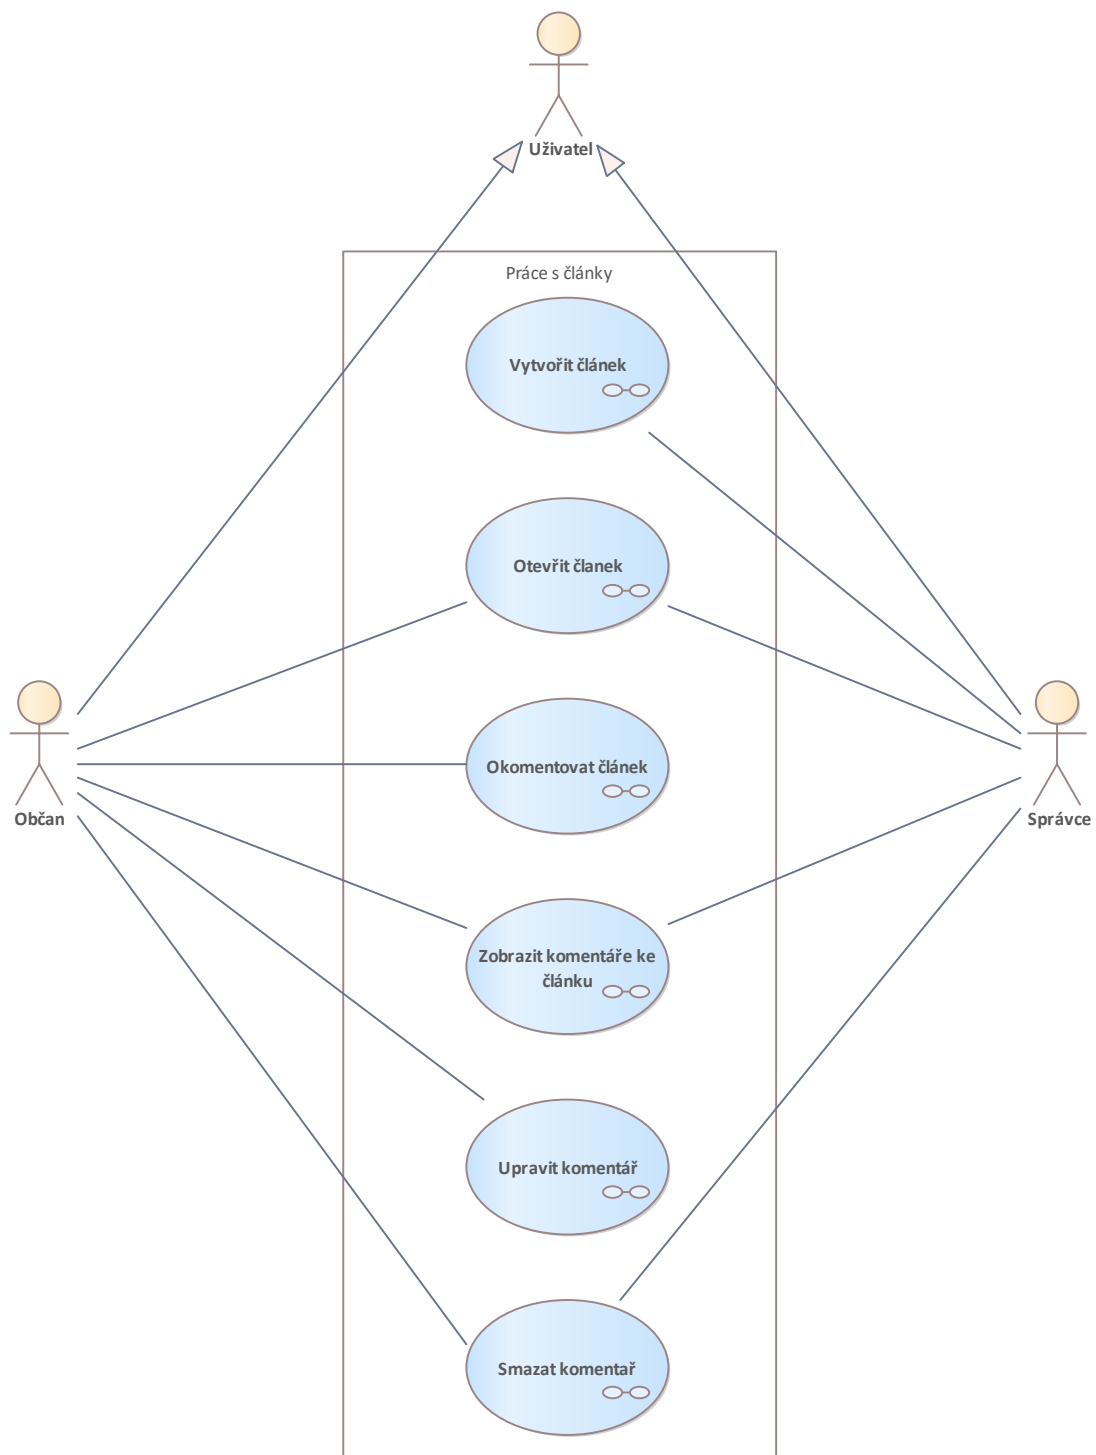 Uživatel
Práce s články
Vytvořit článek
Otevřit članek
Okomentovat článek
Občan
Správce
Zobrazit komentáře ke
článku
Upravit komentář
Smazat komentař